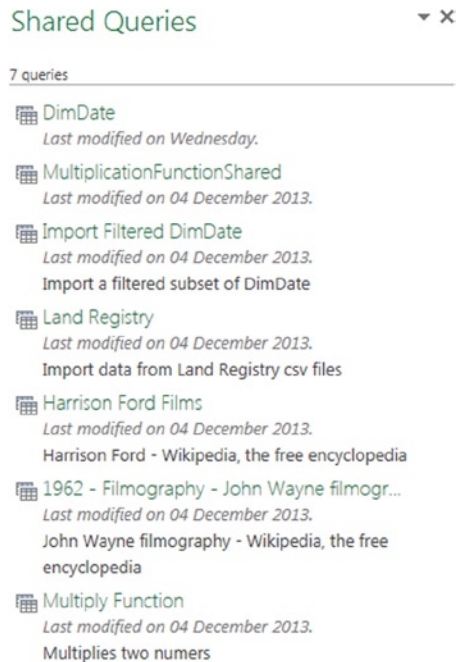 Shared Queries
7 queries
DimDate
Last modified on Wednesday.
MultiplicationFunctionShared
Last modified on 04 December 2013.
Import Filtered DimDate
Last modified on 04 December 2013.
Import a filtered subset of DimDate
Land Registry
Last modified on 04 December 2013.
Import data from Land Registry csv files
Harrison Ford Films
Last modified on 04 December 2013.
Harrison Ford - Wikipedia, the free encyclopedia
1962 - Filmography - John Wayne filmogr...
Last modified on 04 December 2013.
John Wayne filmography - Wikipedia, the free
encyclopedia
Multiply Function
Last modified on 04 December 2013.
Multiplies two numers